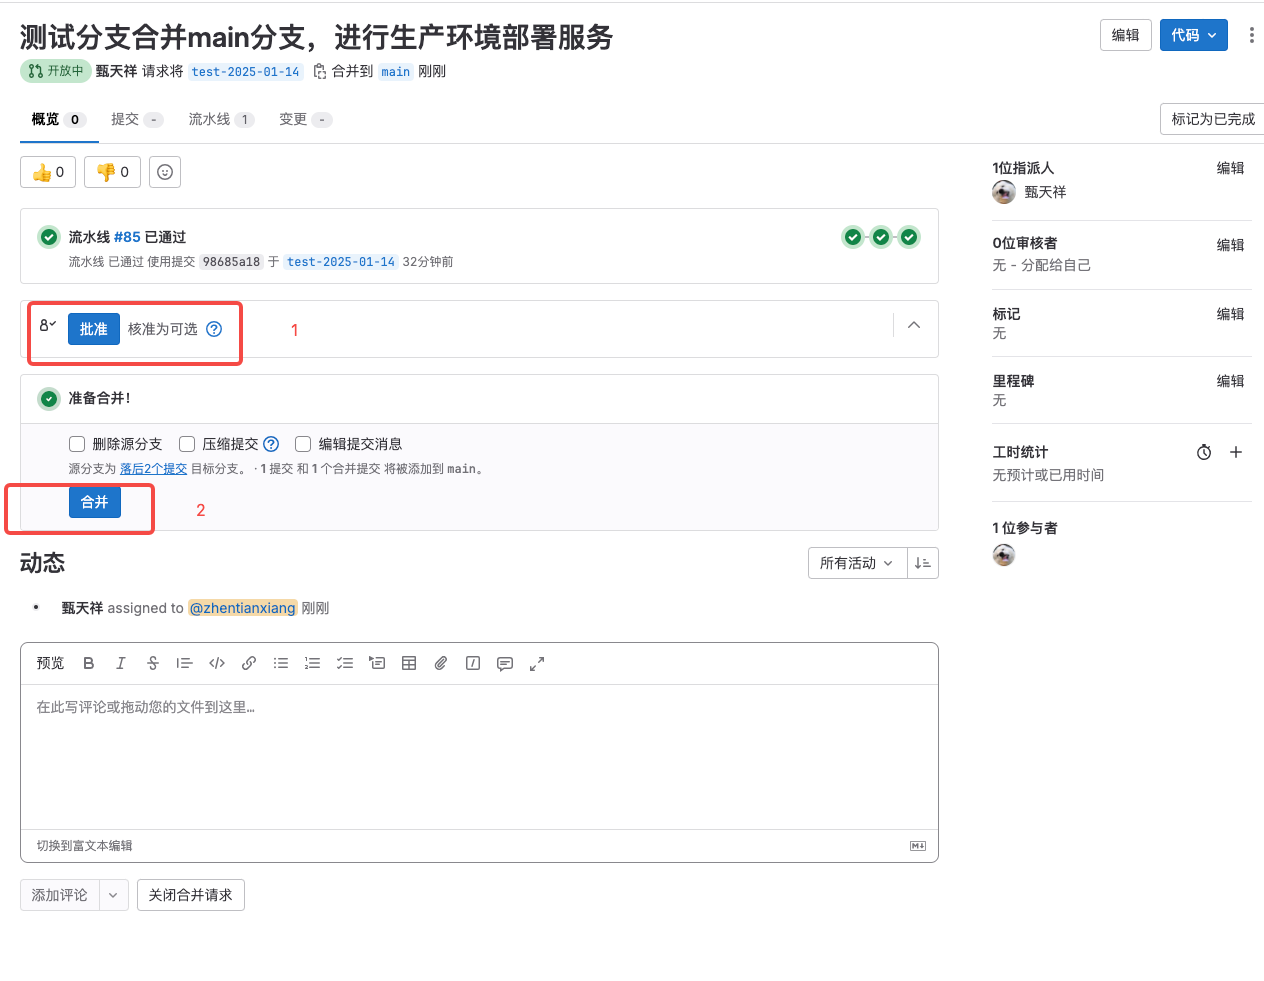 测试分支合并main分支，进行生产环境部署服务
编辑
代码
开放中 甄天祥 请求将 test-2025-01-14 合并到 main 刚刚
概览 0 提交 - 流水线 1 变更 -
标记为已完成
👍 0 👎 0
流水线 #85 已通过
流水线 已通过 使用提交 98685a18 于 test-2025-01-14 32分钟前
批准 核准为可选 ?
1
准备合并！
删除源分支 压缩提交 ? 编辑提交消息
源分支为 落后2个提交 目标分支。 · 1 提交 和 1 个合并提交 将被添加到 main。
合并
2
动态
所有活动
• 甄天祥 assigned to @zhentianxiang 刚刚
预览 B I S
在此写评论或拖动您的文件到这里...
切换到富文本编辑
M↓
添加评论
关闭合并请求
1位指派人
编辑
甄天祥
0位审核者
编辑
无 - 分配给自己
标记
编辑
无
里程碑
编辑
无
工时统计
无预计或已用时间
1 位参与者